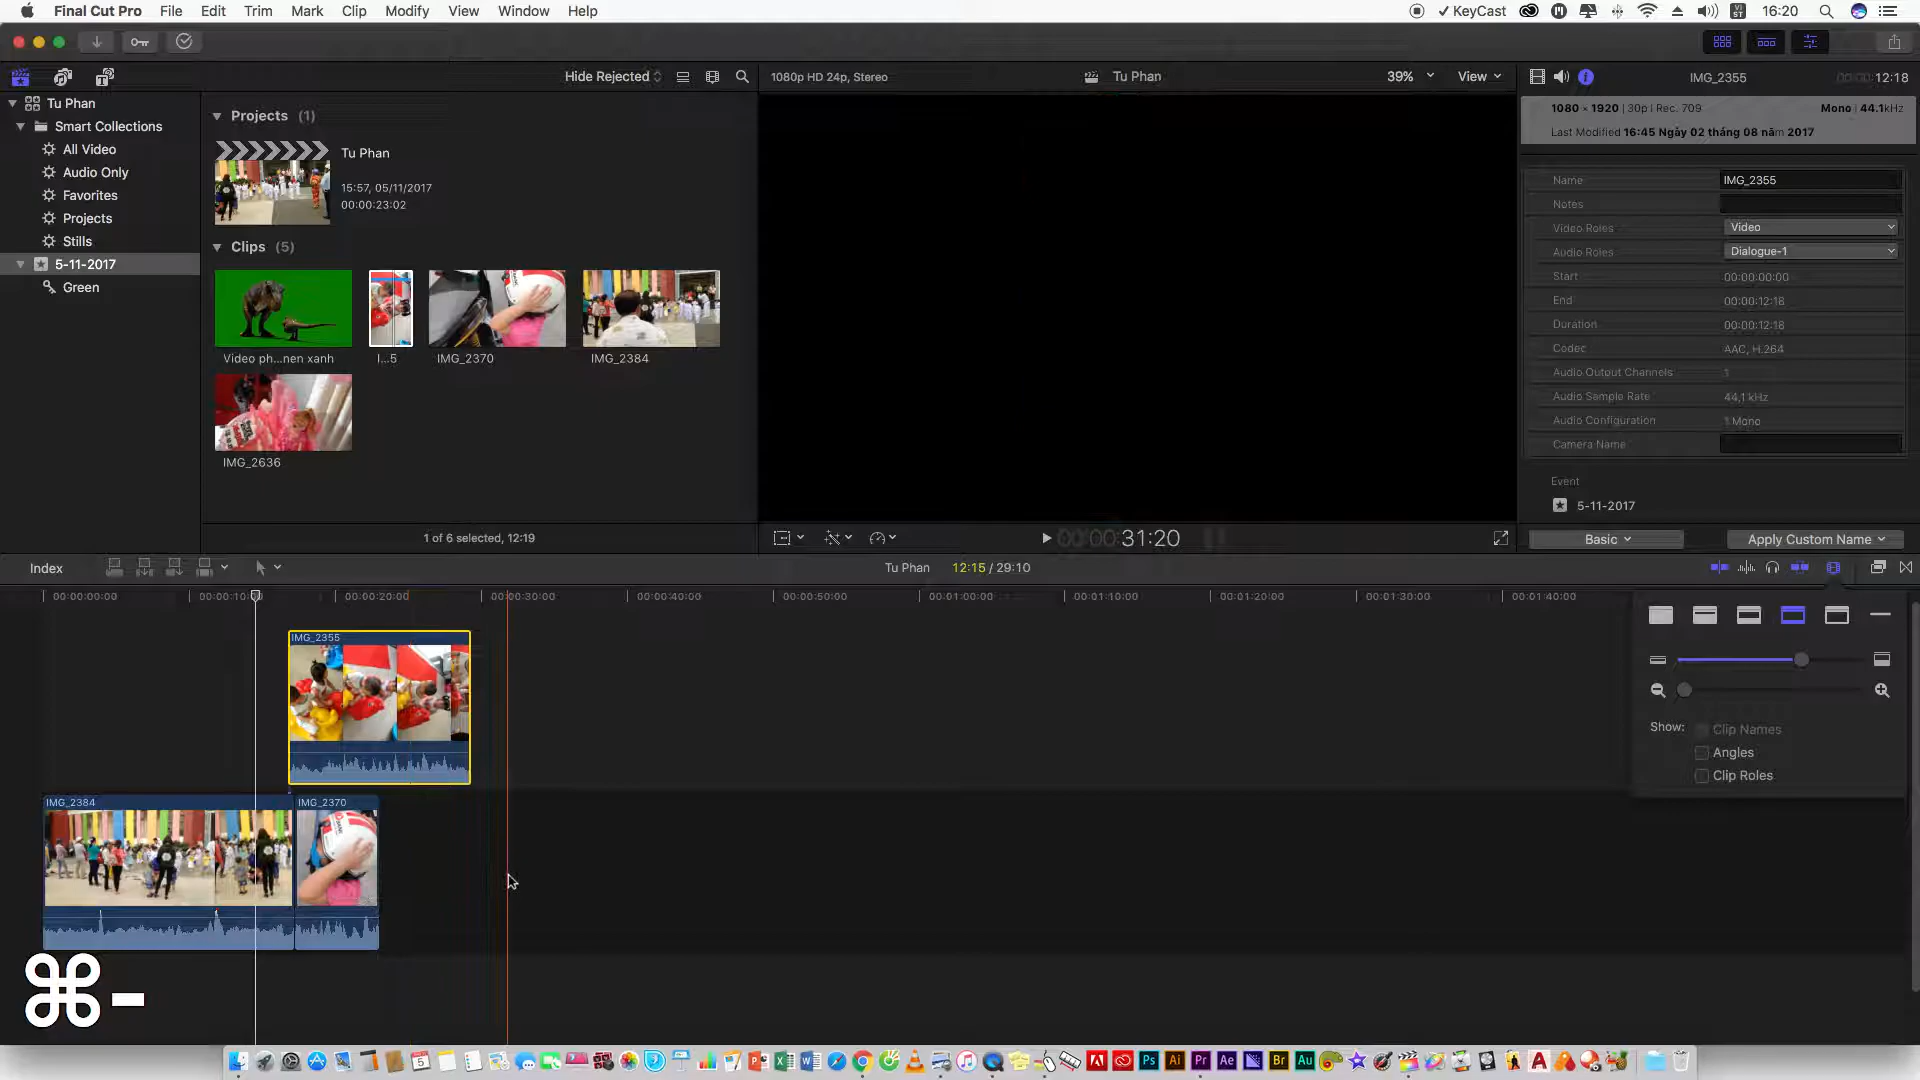 Final Cut Pro File Edit Trim Mark Clip Modify View Window Help
✓ KeyCast 16:20
Hide Rejected
1080p HD 24p, Stereo
Tu Phan
39%
View
IMG_2355
12:18
Tu Phan
Smart Collections
All Video
Audio Only
Favorites
Projects
Stills
5-11-2017
Green
Projects (1)
Tu Phan
15:57, 05/11/2017
00:00:23:02
Clips (5)
Video ph...nen xanh
I...5
IMG_2370
IMG_2384
IMG_2636
1 of 6 selected, 12:19
00:00:31:20
1080 × 1920 | 30p | Rec. 709
Mono | 44.1kHz
Last Modified 16:45 Ngày 02 tháng 08 năm 2017
Name IMG_2355
Notes
Video Roles Video
Audio Roles Dialogue-1
Start 00:00:00:00
End 00:00:12:18
Duration 00:00:12:18
Codec AAC, H.264
Audio Output Channels 1
Audio Sample Rate 44,1 kHz
Audio Configuration 1 Mono
Camera Name
Event
5-11-2017
Basic
Apply Custom Name
Index
Tu Phan 12:15 / 29:10
00:00:00:00 00:00:10:00 00:00:20:00 00:00:30:00 00:00:40:00 00:00:50:00 00:01:00:00 00:01:10:00 00:01:20:00 00:01:30:00 00:01:40:00
IMG_2355
IMG_2384
IMG_2370
Show: Clip Names
Angles
Clip Roles
⌘-
Ps Ai Pr Ae Br Au